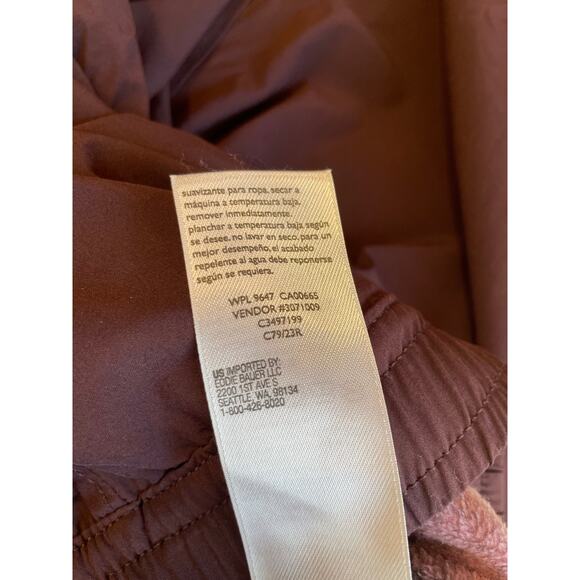 suavizante para ropa, secar a
máquina a temperatura baja,
remover inmediatamente.
planchar a temperatura baja según
se desee. no lavar en seco. para un
mejor desempeño, el acabado
repelente al agua debe reponerse
según se requiera.
WPL 9647 CA00665
VENDOR #3071009
C3497199
C79/23R
US IMPORTED BY:
EDDIE BAUER LLC
2200 1ST AVE S
SEATTLE, WA, 98134
1-800-426-8020